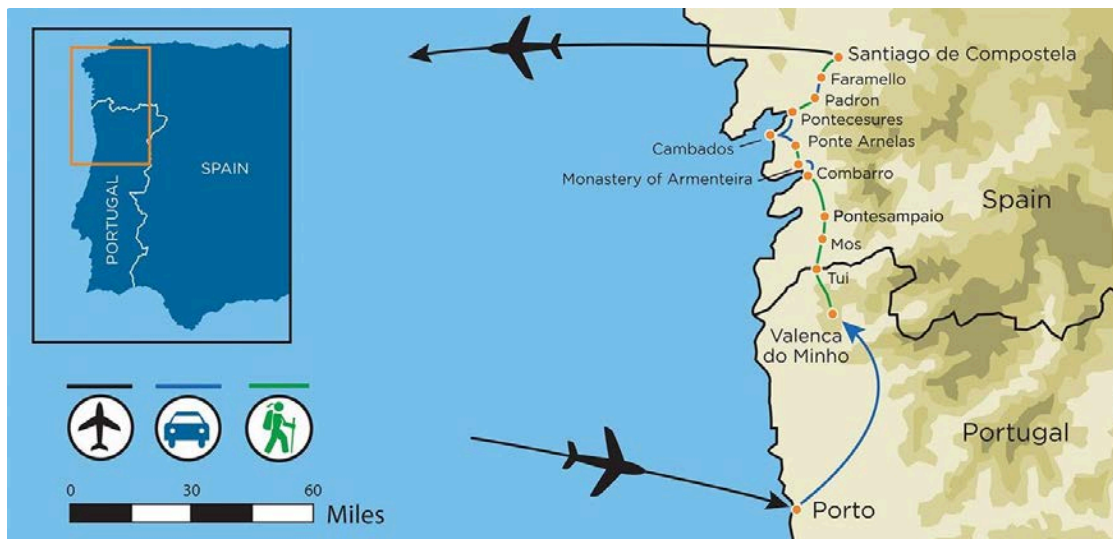 PORTUGAL
SPAIN
0 30 60
Miles
Santiago de Compostela
Faramello
Padron
Pontecesures
Cambados
Ponte Arnelas
Monastery of Armenteira
Combarro
Spain
Pontesampaio
Mos
Tui
Valenca
do Minho
Portugal
Porto